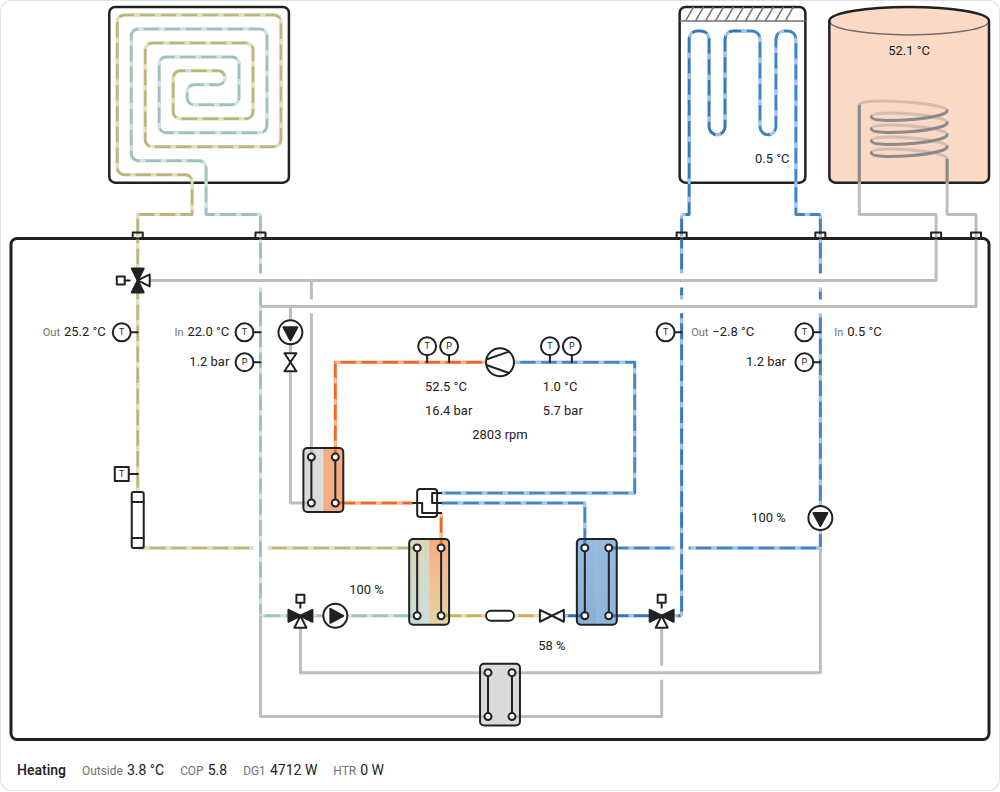 52.1 °C
0.5 °C
Out 25.2 °C T
In 22.0 °C T
T Out −2.8 °C
T In 0.5 °C
1.2 bar P
1.2 bar P
T P
T P
52.5 °C
1.0 °C
16.4 bar
5.7 bar
2803 rpm
T
100 %
100 %
58 %
Heating Outside 3.8 °C COP 5.8 DG1 4712 W HTR 0 W